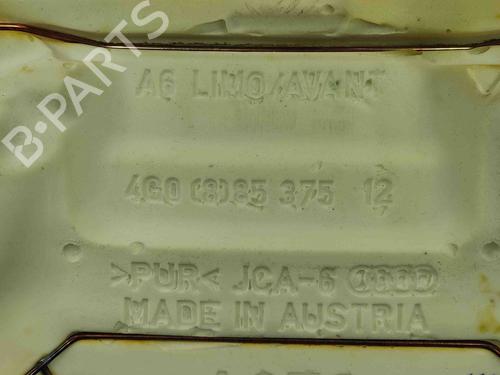 B-PARTS
A6 LIMO/AVANT
4G0 (8)85 375 12
>PUR< JCA-6
MADE IN AUSTRIA